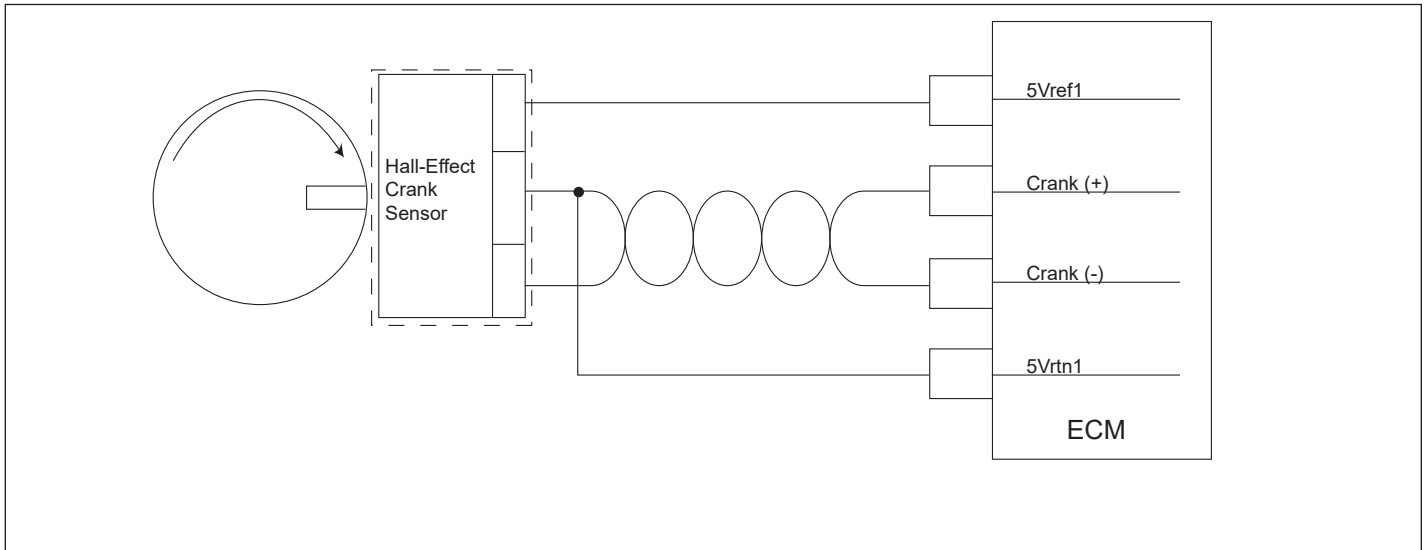 5Vref1
Hall-Effect
Crank
Sensor
Crank (+)
Crank (-)
5Vrtn1
ECM